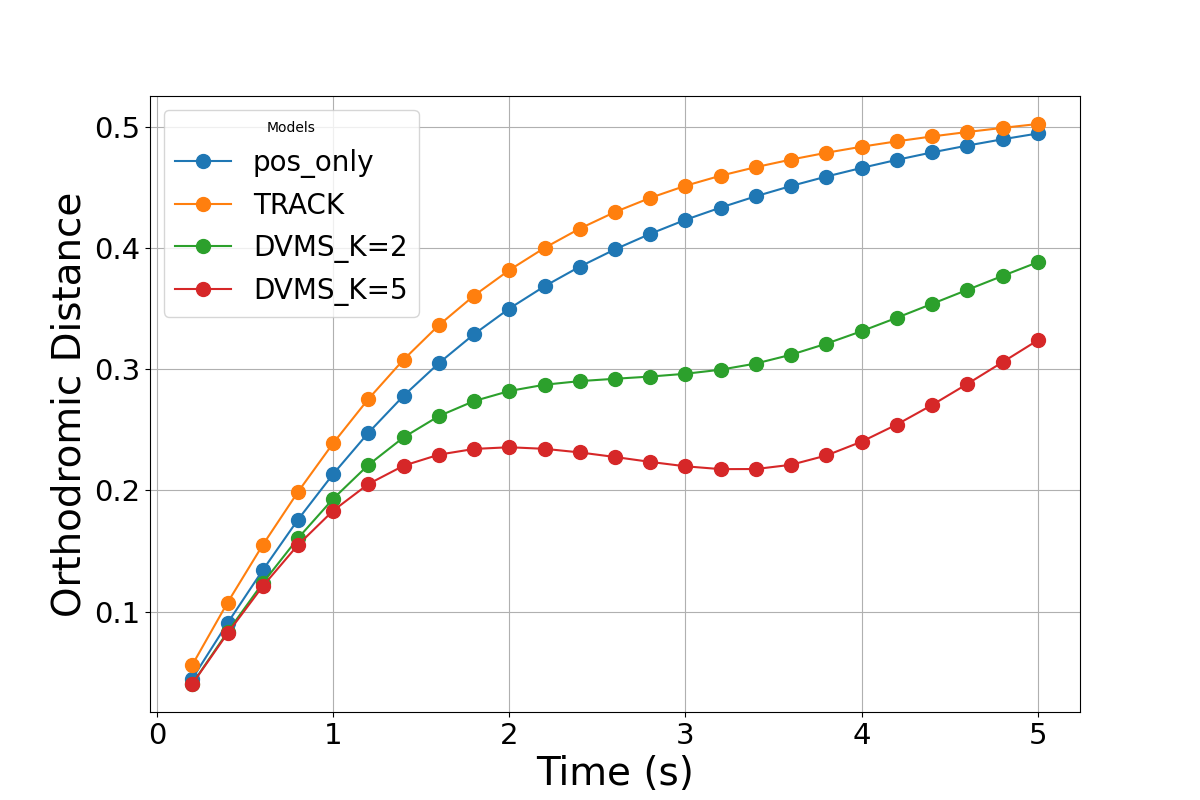 Models
pos_only
TRACK
DVMS_K=2
DVMS_K=5
Orthodromic Distance
0.5
0.4
0.3
0.2
0.1
0 1 2 3 4 5
Time (s)